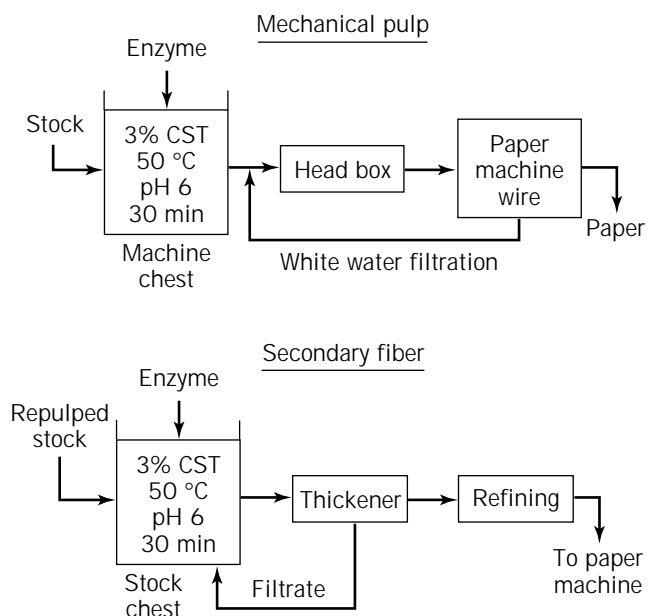 Mechanical pulp
Enzyme
Stock
3% CST
50 °C
pH 6
30 min
Machine
chest
Head box
Paper
machine
wire
Paper
White water filtration
Secondary fiber
Enzyme
Repulped
stock
3% CST
50 °C
pH 6
30 min
Stock
chest
Thickener
Refining
Filtrate
To paper
machine